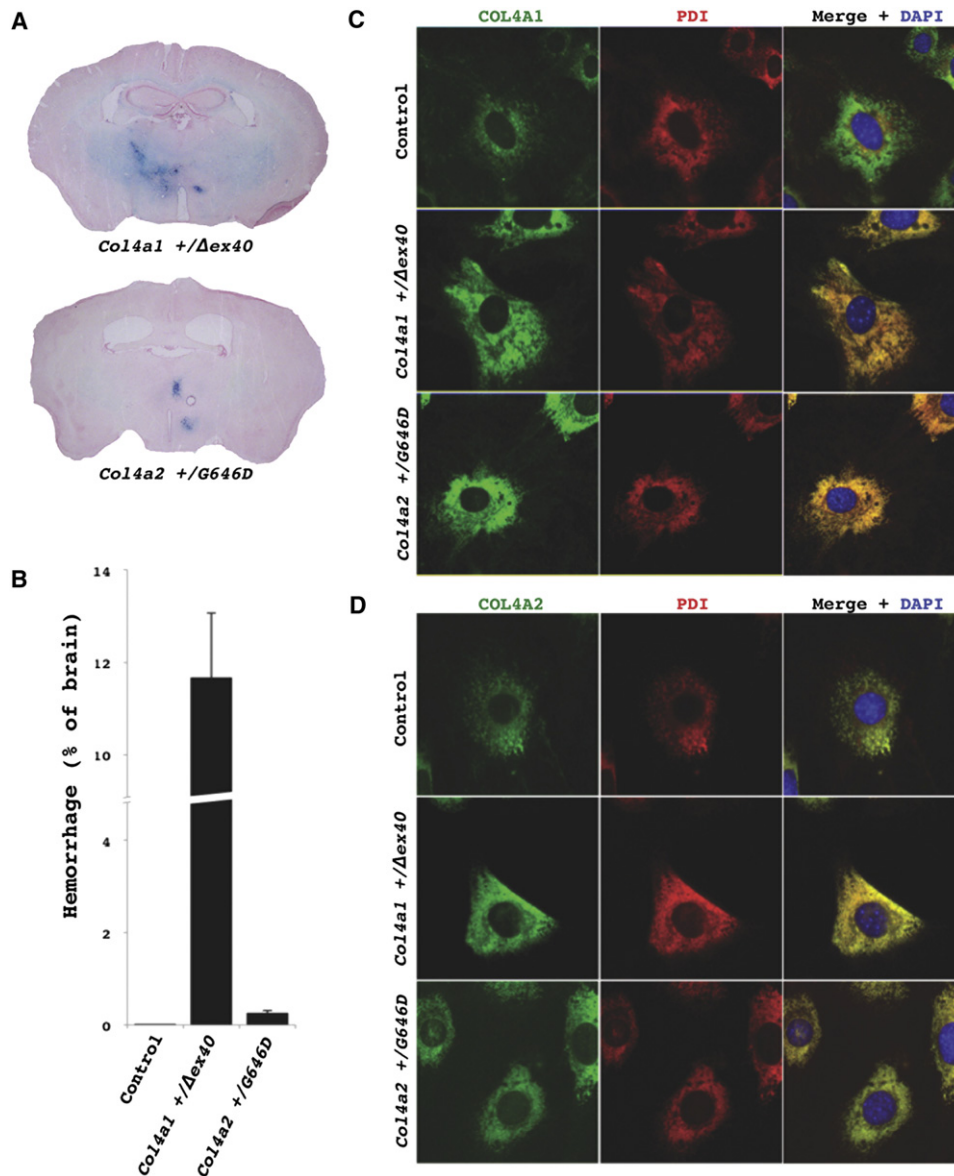 A
Col4a1 +/Δex40
Col4a2 +/G646D
B
Hemorrhage (% of brain)
14
12
10
4
2
0
Control
Col4a1 +/Δex40
Col4a2 +/G646D
C
COL4A1 PDI Merge + DAPI
Control
Col4a1 +/Δex40
Col4a2 +/G646D
D
COL4A2 PDI Merge + DAPI
Control
Col4a1 +/Δex40
Col4a2 +/G646D